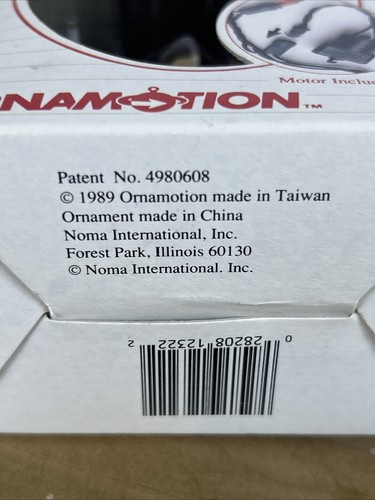 Motor Inclu
NAMOTION™
Patent No. 4980608
© 1989 Ornamotion made in Taiwan
Ornament made in China
Noma International, Inc.
Forest Park, Illinois 60130
© Noma International. Inc.
0 28208 12322 2